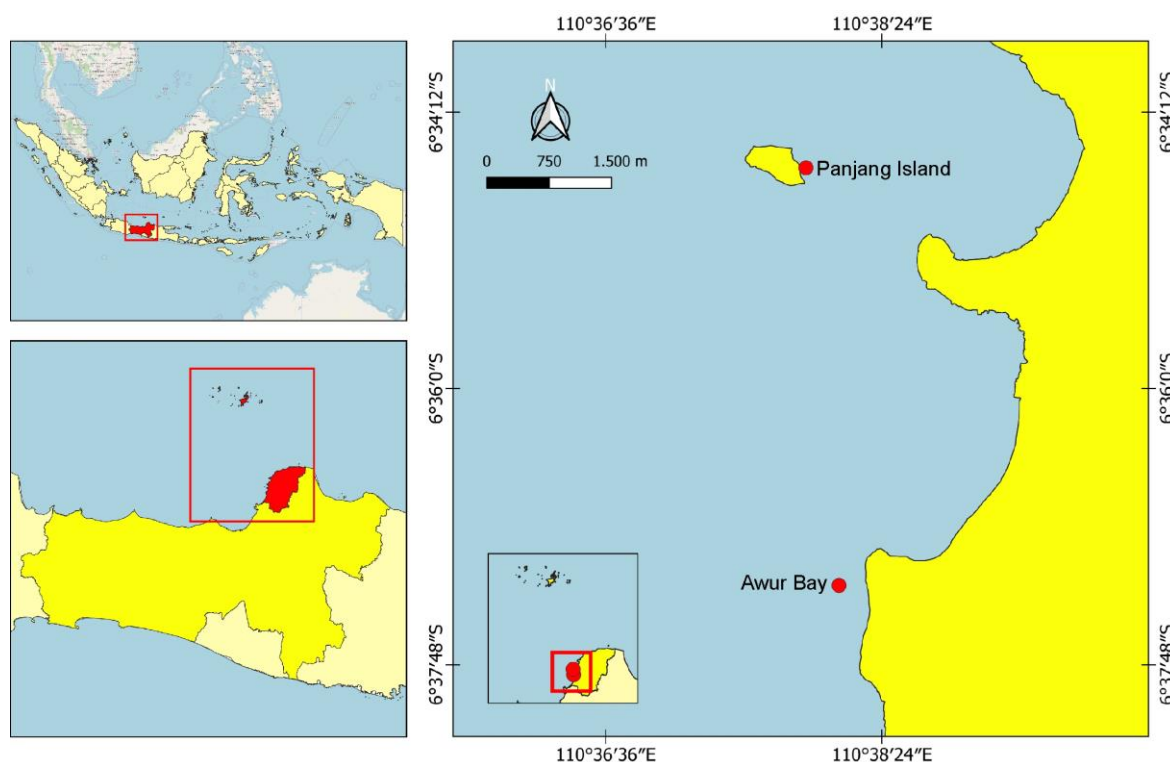 110°36′36″E
110°38′24″E
6°34′12″S
6°34′12″S
N
0 750 1.500 m
Panjang Island
6°36′0″S
6°36′0″S
Awur Bay
6°37′48″S
6°37′48″S
110°36′36″E
110°38′24″E